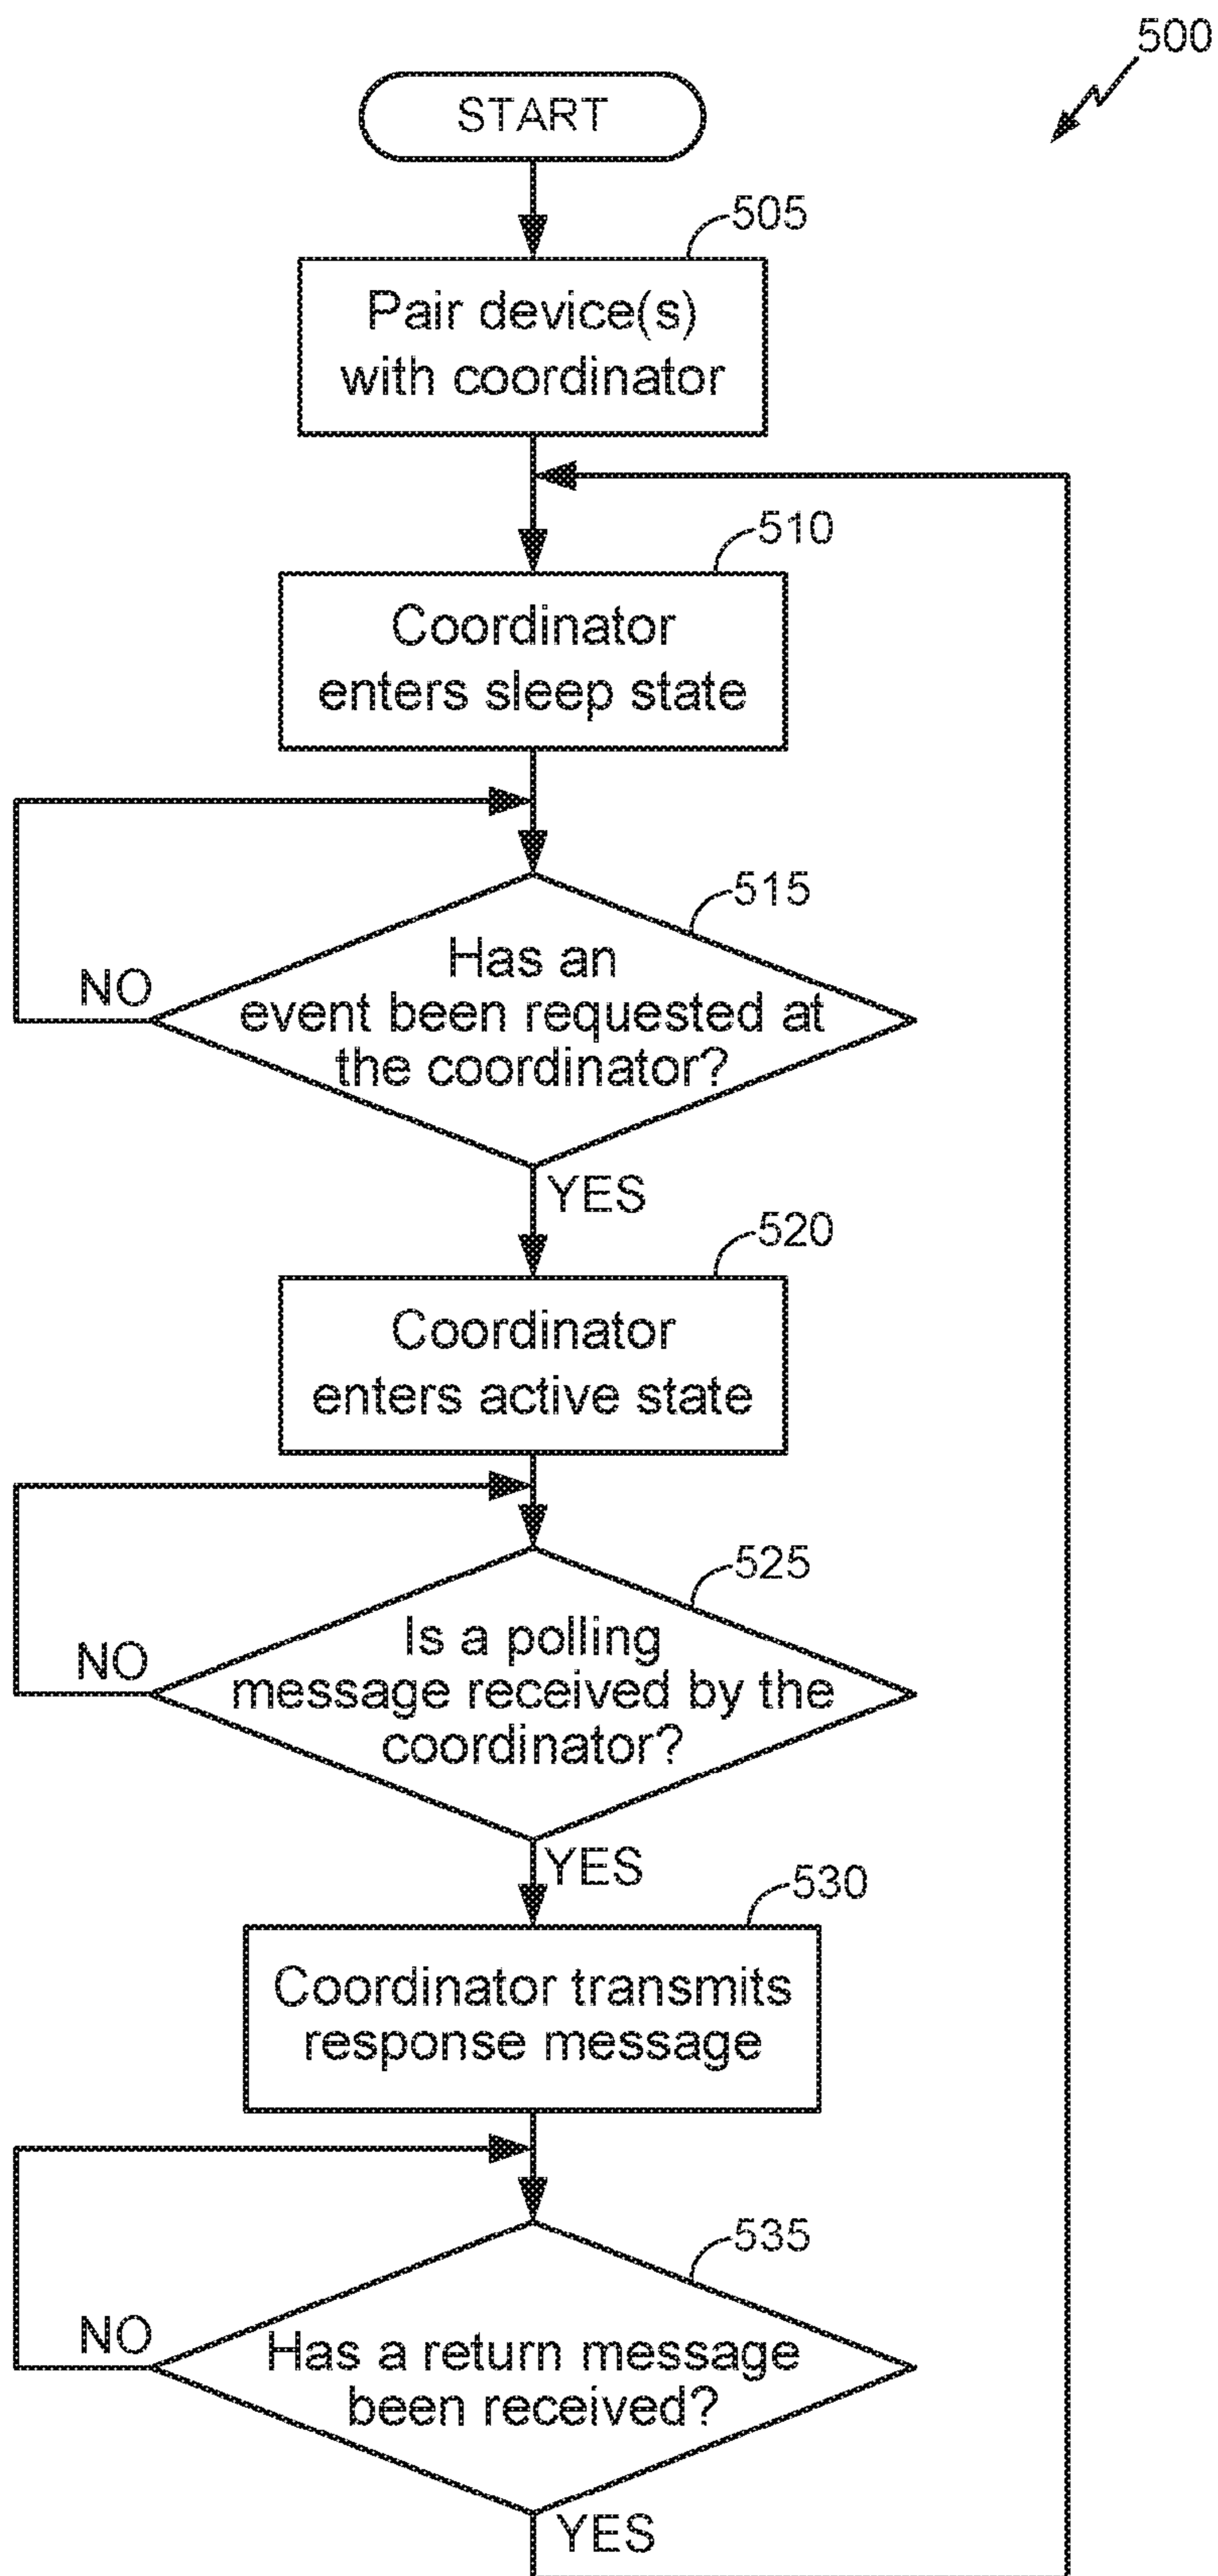 500
START
505
Pair device(s)
with coordinator
510
Coordinator
enters sleep state
515
Has an
event been requested at
the coordinator?
NO
YES
520
Coordinator
enters active state
525
Is a polling
message received by the
coordinator?
NO
YES
530
Coordinator transmits
response message
535
Has a return message
been received?
NO
YES